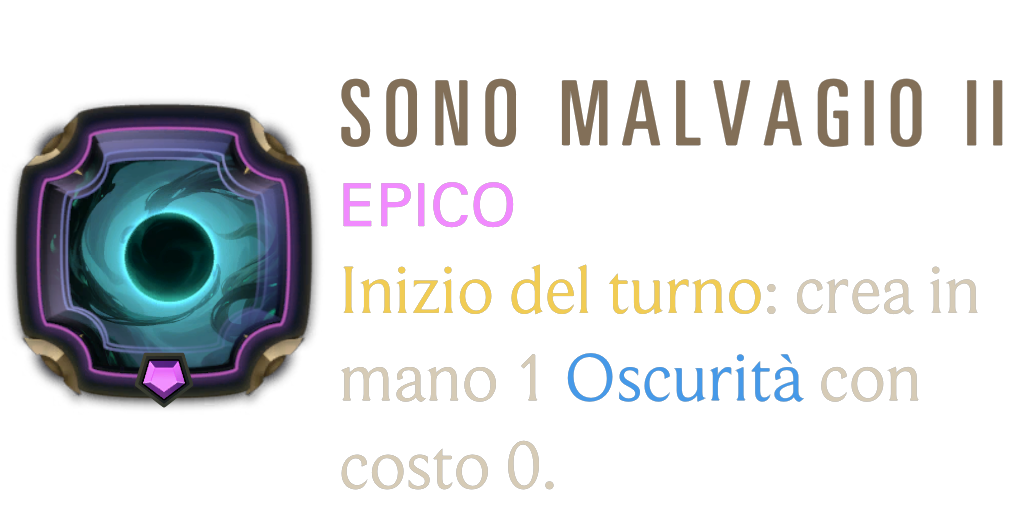 SONO MALVAGIO II
EPICO
Inizio del turno: crea in
mano 1 Oscurità con
costo 0.